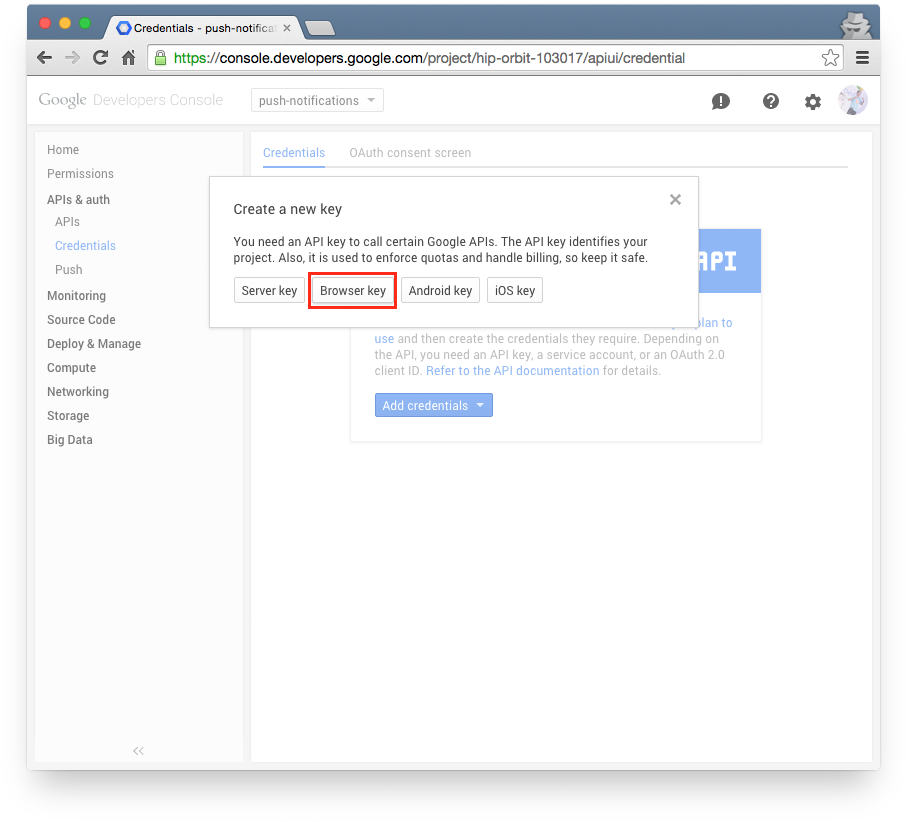 Credentials - push-notificat
https://console.developers.google.com/project/hip-orbit-103017/apiui/credential
Google Developers Console
push-notifications
Home
Permissions
APIs & auth
APIs
Credentials
Push
Monitoring
Source Code
Deploy & Manage
Compute
Networking
Storage
Big Data
Credentials
OAuth consent screen
Create a new key
You need an API key to call certain Google APIs. The API key identifies your
project. Also, it is used to enforce quotas and handle billing, so keep it safe.
Server key
Browser key
Android key
iOS key
API
plan to
use and then create the credentials they require. Depending on
the API, you need an API key, a service account, or an OAuth 2.0
client ID. Refer to the API documentation for details.
Add credentials